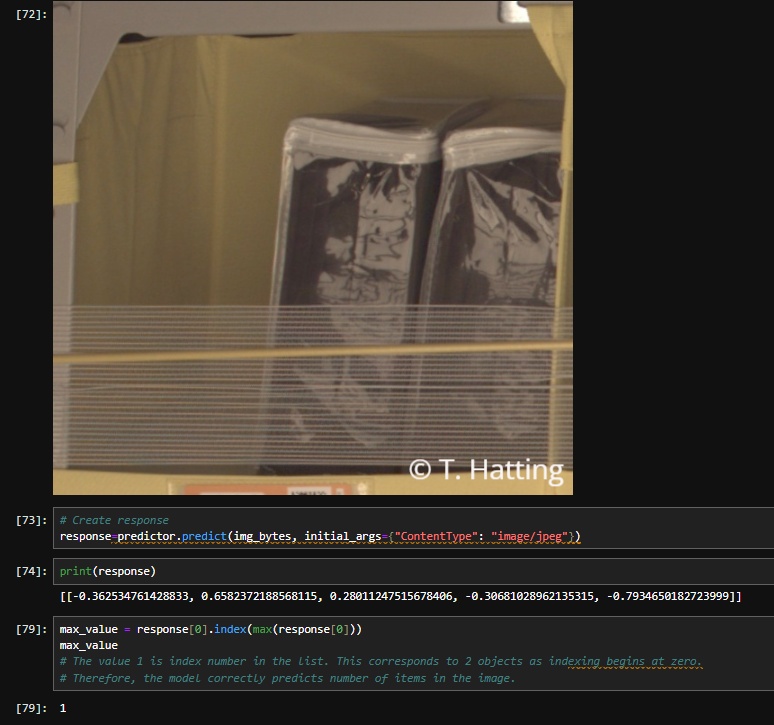 [72]:
© T. Hatting
[73]:
# Create response
response=predictor.predict(img_bytes, initial_args={"ContentType": "image/jpeg"})
[74]:
print(response)
[[-0.362534761428833, 0.6582372188568115, 0.28011247515678406, -0.30681028962135315, -0.7934650182723999]]
[79]:
max_value = response[0].index(max(response[0]))
max_value
# The value 1 is index number in the list. This corresponds to 2 objects as indexing begins at zero.
# Therefore, the model correctly predicts number of items in the image.
[79]: 1